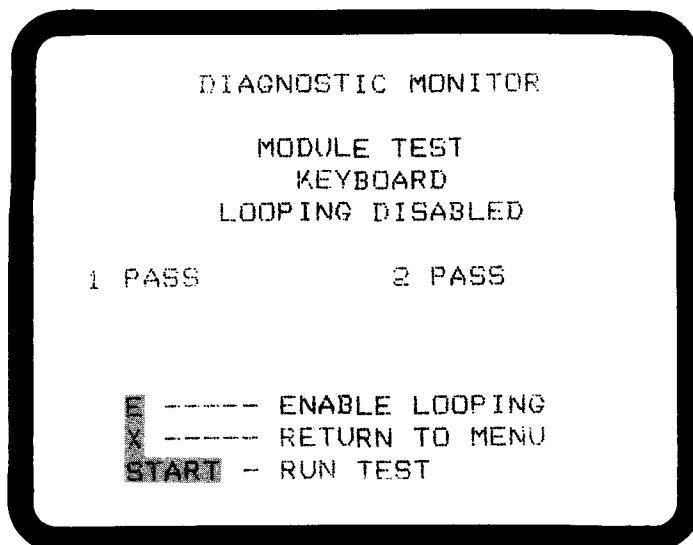 DIAGNOSTIC MONITOR
MODULE TEST
KEYBOARD
LOOPING DISABLED
1 PASS 2 PASS
E ----- ENABLE LOOPING
X ----- RETURN TO MENU
START - RUN TEST